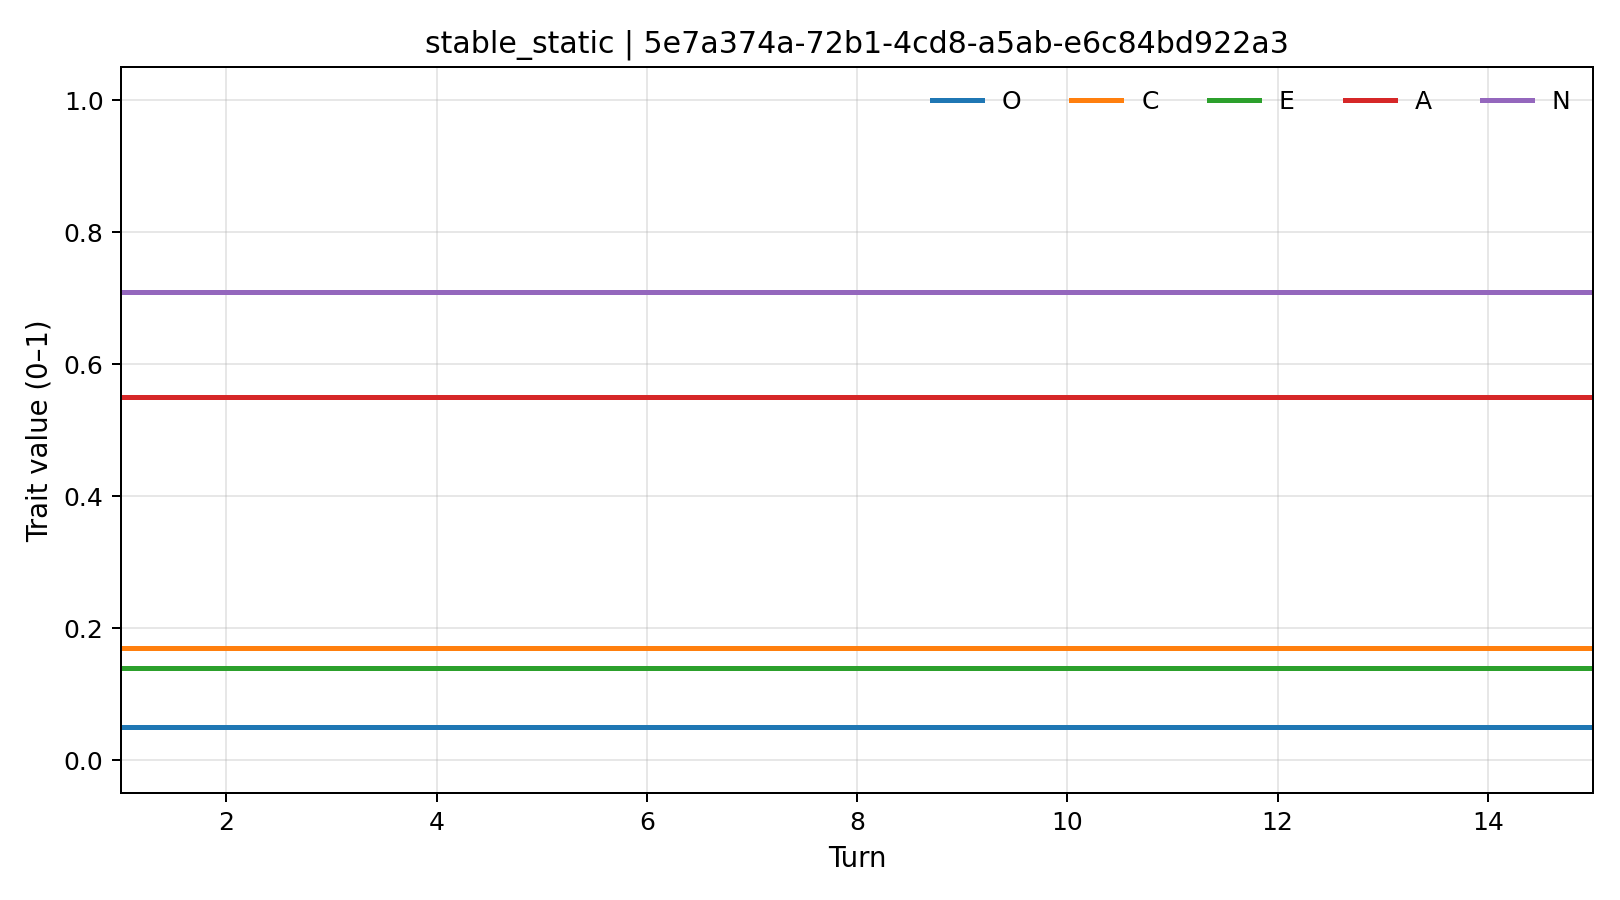 stable_static | 5e7a374a-72b1-4cd8-a5ab-e6c84bd922a3
O C E A N
Trait value (0–1)
1.0
0.8
0.6
0.4
0.2
0.0
2 4 6 8 10 12 14
Turn